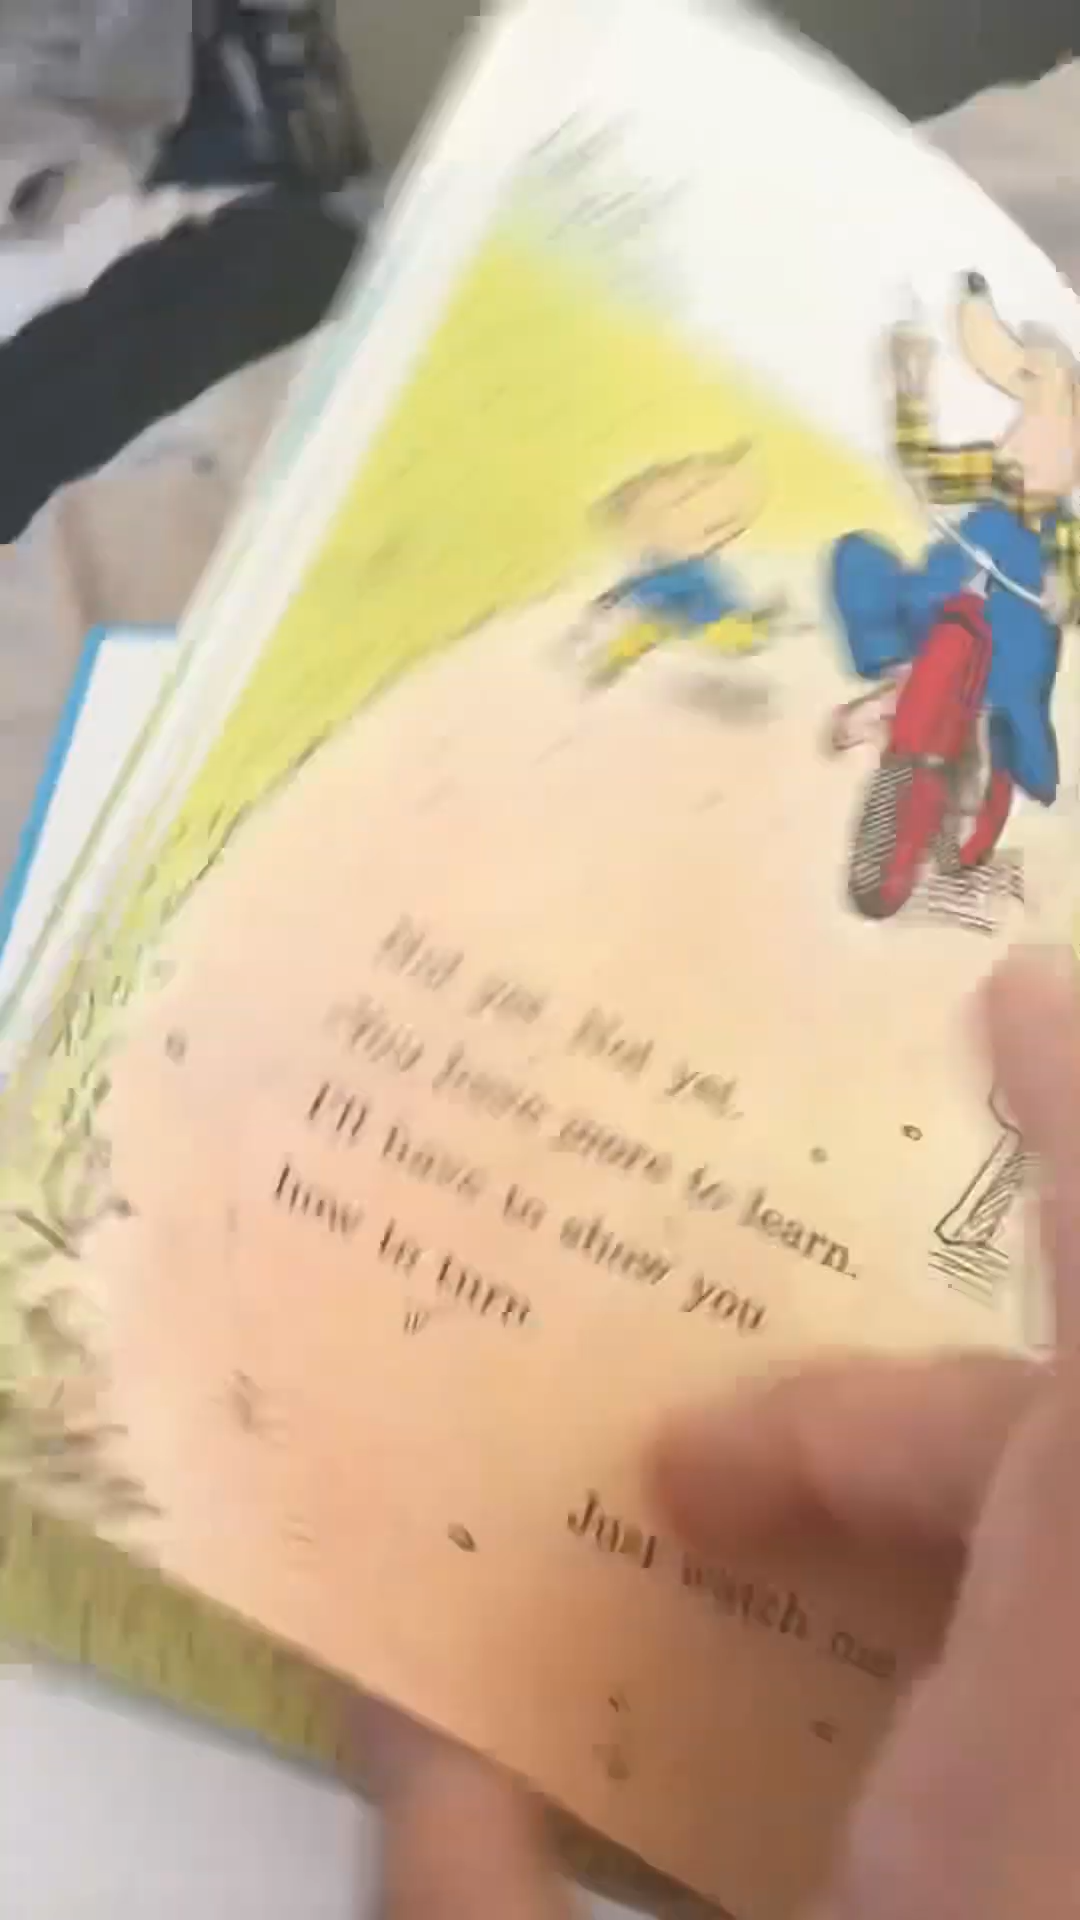 Not yet. Not yet.
You have more to learn.
I'll have to show you
how to turn
Just watch me